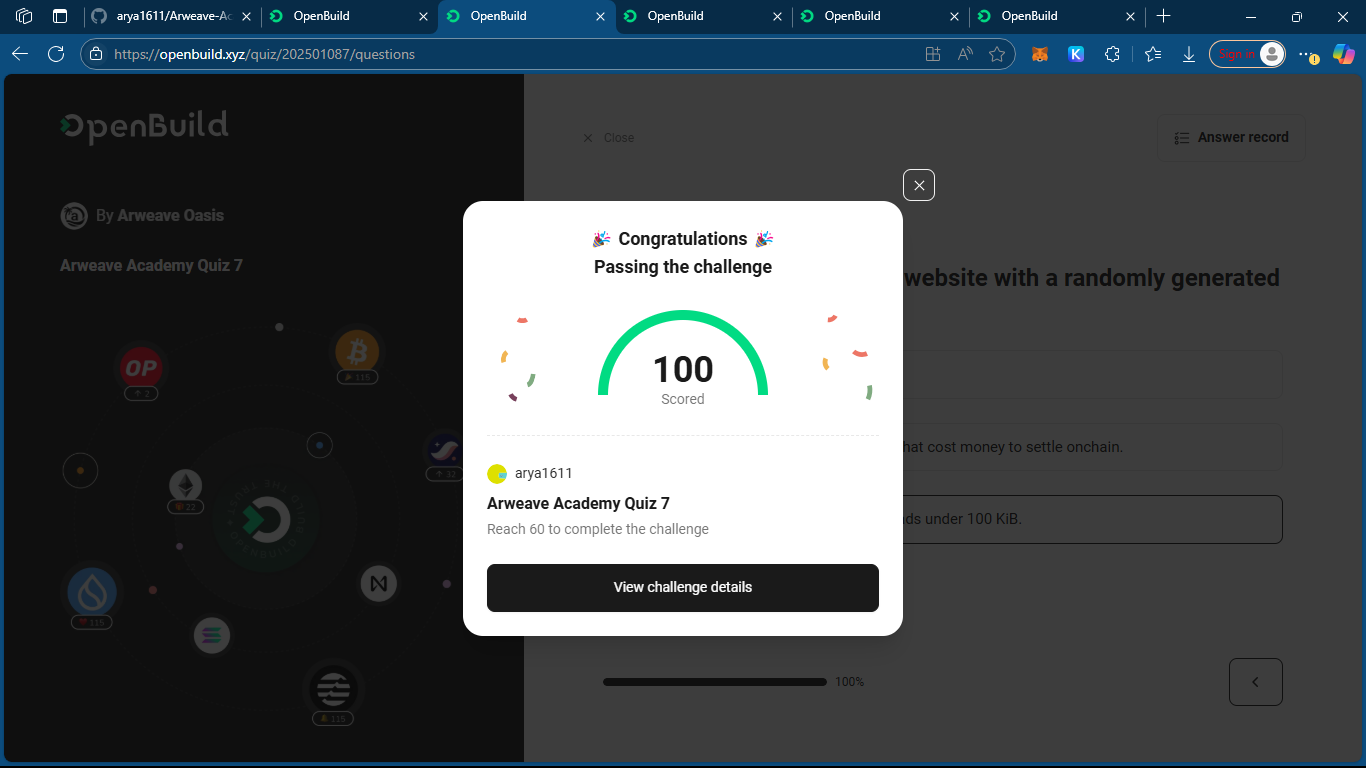 arya1611/Arweave-Ac
OpenBuild
OpenBuild
OpenBuild
OpenBuild
OpenBuild
https://openbuild.xyz/quiz/202501087/questions
Sign in
OpenBuild
Close
Answer record
By Arweave Oasis
Arweave Academy Quiz 7
website with a randomly generated
hat cost money to settle onchain.
ds under 100 KiB.
🎉 Congratulations 🎉
Passing the challenge
100
Scored
arya1611
Arweave Academy Quiz 7
Reach 60 to complete the challenge
View challenge details
OP
2
115
32
22
115
115
100%